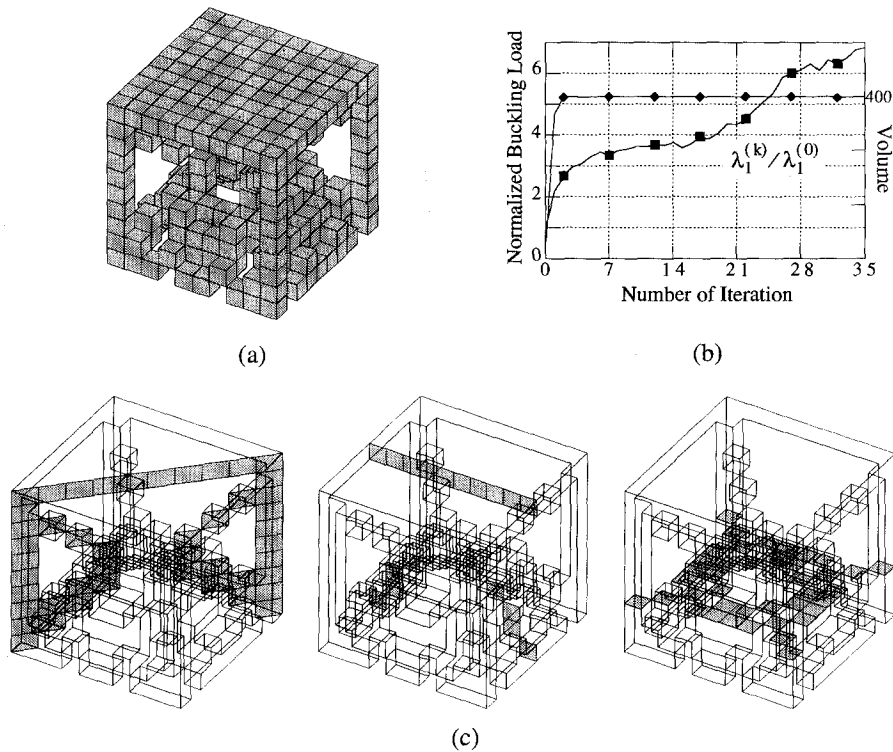 (a)
Normalized Buckling Load
6
4
2
0
0 7 14 21 28 35
Number of Iteration
400
Volume
λ₁⁽ᵏ⁾/λ₁⁽⁰⁾
(b)
(c)